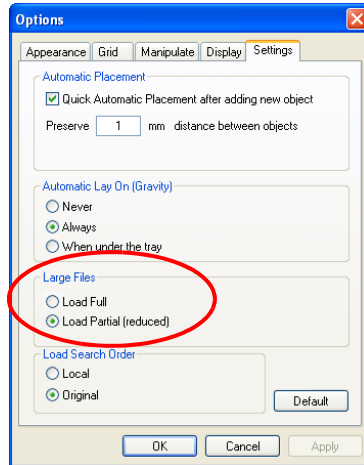 Options
Appearance Grid Manipulate Display Settings
Automatic Placement
Quick Automatic Placement after adding new object
Preserve 1 mm distance between objects
Automatic Lay On (Gravity)
Never
Always
When under the tray
Large Files
Load Full
Load Partial (reduced)
Load Search Order
Local
Original
Default
OK Cancel Apply